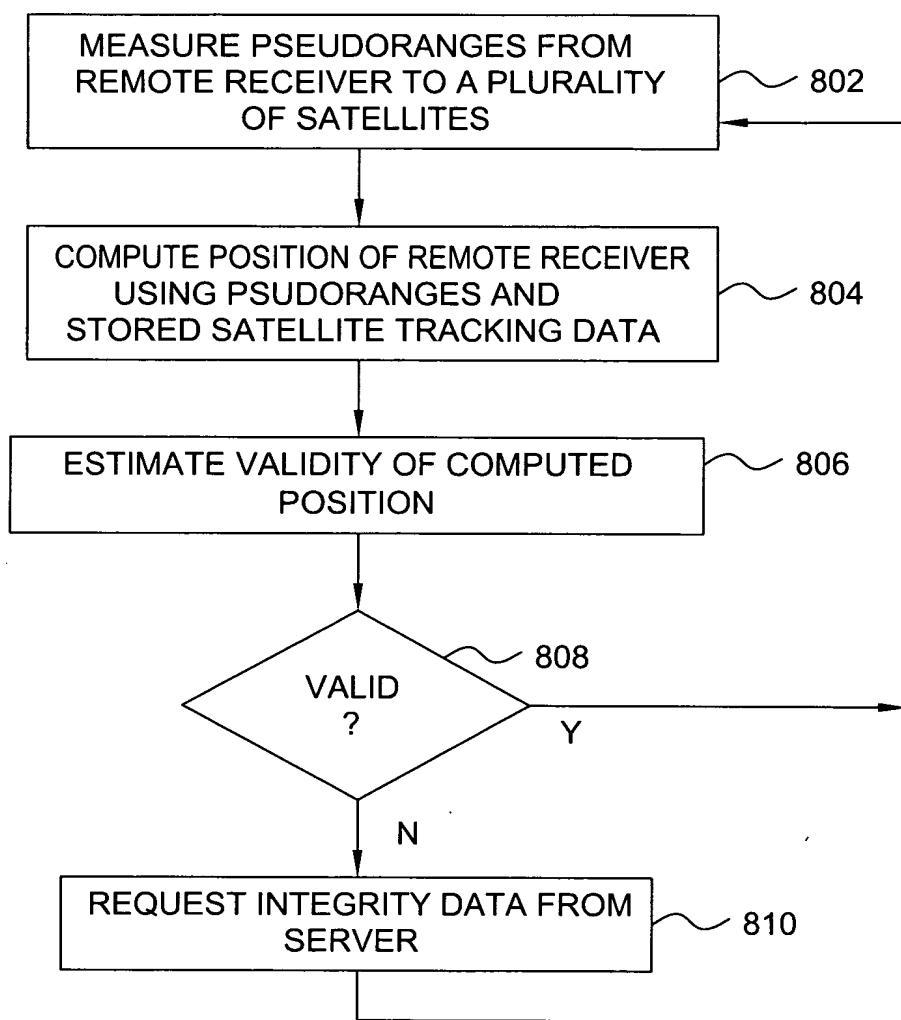 MEASURE PSEUDORANGES FROM
REMOTE RECEIVER TO A PLURALITY
OF SATELLITES
802
COMPUTE POSITION OF REMOTE RECEIVER
USING PSUDORANGES AND
STORED SATELLITE TRACKING DATA
804
ESTIMATE VALIDITY OF COMPUTED
POSITION
806
808
VALID
?
Y
N
REQUEST INTEGRITY DATA FROM
SERVER
810